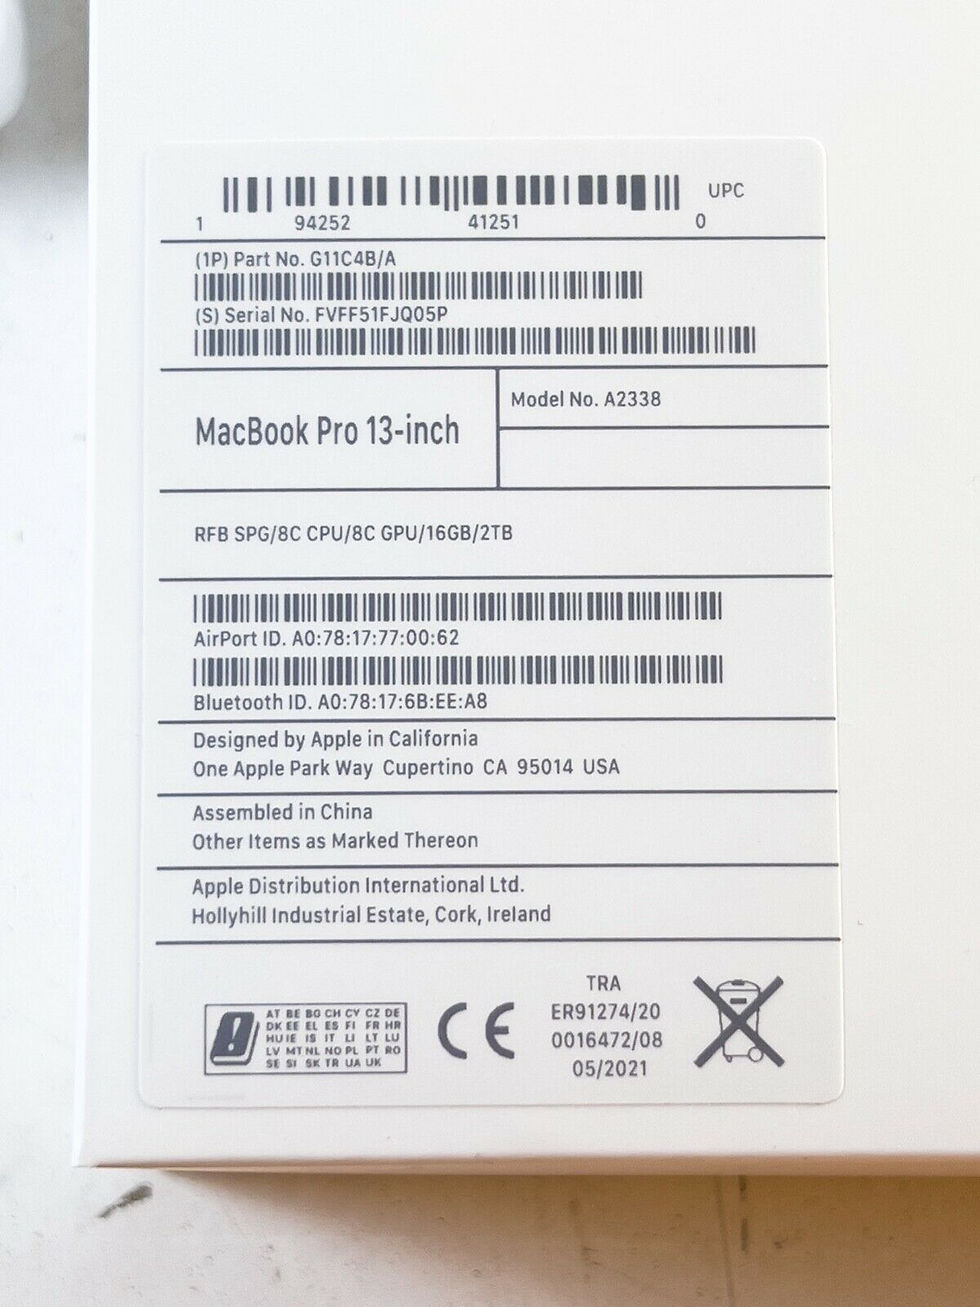 UPC
1 94252 41251 0
(1P) Part No. G11C4B/A
(S) Serial No. FVFF51FJQ05P
MacBook Pro 13-inch
Model No. A2338
RFB SPG/8C CPU/8C GPU/16GB/2TB
AirPort ID. A0:78:17:77:00:62
Bluetooth ID. A0:78:17:6B:EE:A8
Designed by Apple in California
One Apple Park Way Cupertino CA 95014 USA
Assembled in China
Other Items as Marked Thereon
Apple Distribution International Ltd.
Hollyhill Industrial Estate, Cork, Ireland
AT BE BG CH CY CZ DE
DK EE EL ES FI FR HR
HU IE IS IT LI LT LU
LV MT NL NO PL PT RO
SE SI SK TR UA UK
CE
TRA
ER91274/20
0016472/08
05/2021